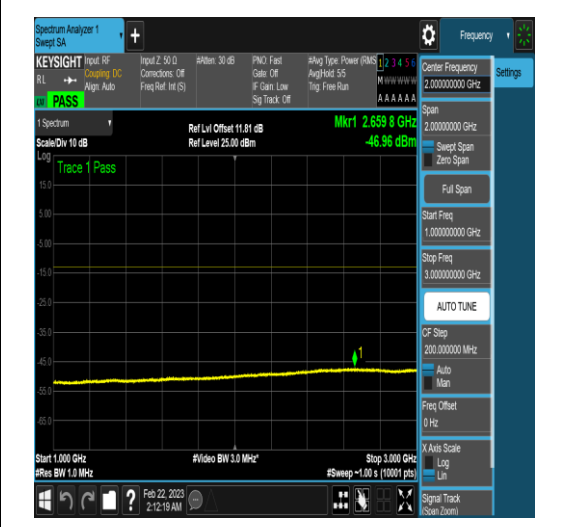 Spectrum Analyzer 1
Swept SA
Frequency
KEYSIGHT
RL
PASS
Input: RF
Coupling: DC
Align: Auto
Input Z: 50 Ω
Corrections: Off
Freq Ref: Int (S)
#Atten: 30 dB
PNO: Fast
Gate: Off
IF Gain: Low
Sig Track: Off
#Avg Type: Power (RMS
Avg|Hold: 5/5
Trig: Free Run
1 2 3 4 5 6
M W W W W W
A A A A A A
Center Frequency
2.000000000 GHz
Settings
Span
2.00000000 GHz
Swept Span
Zero Span
Full Span
Start Freq
1.000000000 GHz
Stop Freq
3.000000000 GHz
AUTO TUNE
CF Step
200.000000 MHz
Auto
Man
Freq Offset
0 Hz
X Axis Scale
Log
Lin
Signal Track
(Span Zoom)
1 Spectrum
Scale/Div 10 dB
Ref Lvl Offset 11.81 dB
Ref Level 25.00 dBm
Mkr1 2.659 8 GHz
-46.96 dBm
Log
Trace 1 Pass
15.0
5.00
-5.00
-15.0
-25.0
-35.0
-45.0
-55.0
-65.0
1
Start 1.000 GHz
#Res BW 1.0 MHz
#Video BW 3.0 MHz*
Stop 3.000 GHz
#Sweep ~1.00 s (10001 pts)
?
Feb 22, 2023
2:12:19 AM